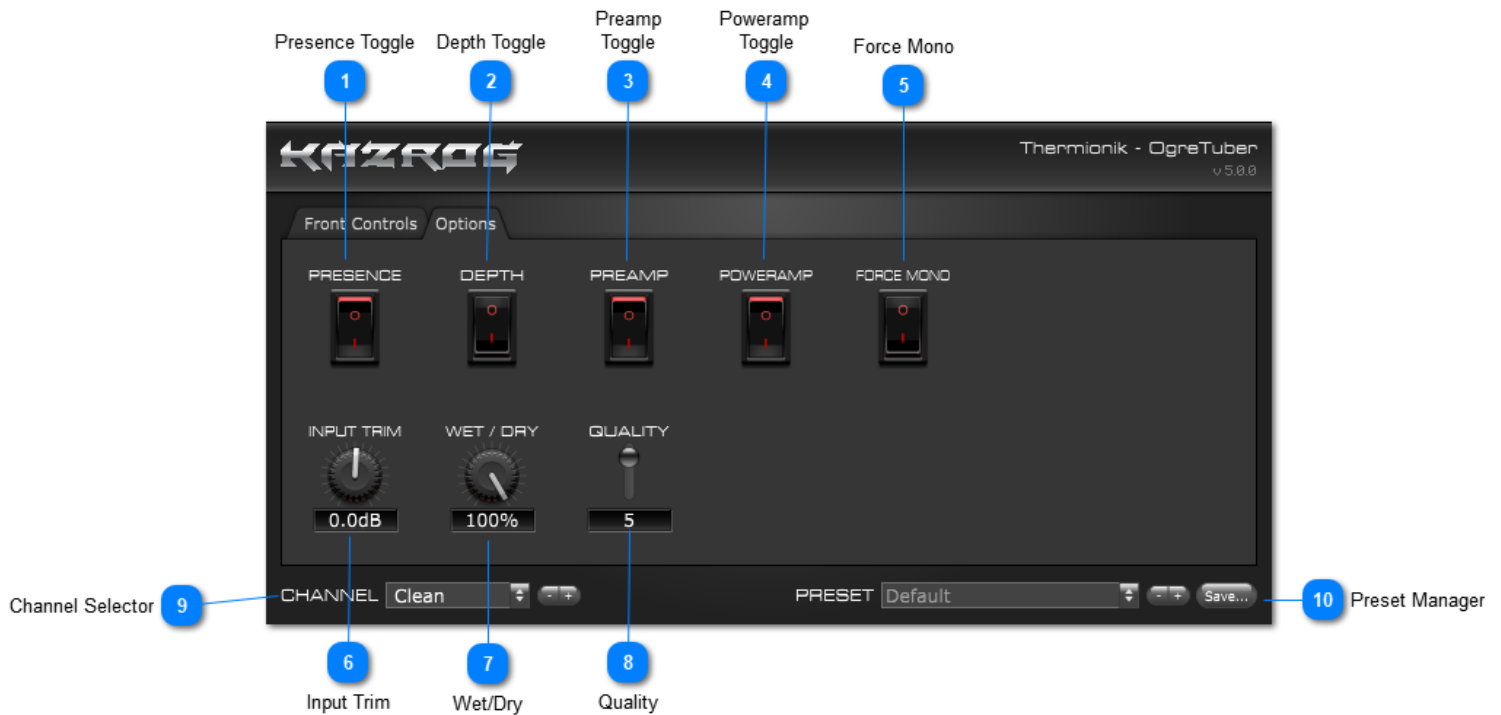 Presence Toggle
Depth Toggle
Preamp
Toggle
Poweramp
Toggle
Force Mono
1
2
3
4
5
KAZROG
Thermionik - OgreTuber
v 5.0.0
Front Controls
Options
PRESENCE
DEPTH
PREAMP
POWERAMP
FORCE MONO
INPUT TRIM
WET / DRY
QUALITY
0.0dB
100%
5
Channel Selector
9
CHANNEL
Clean
- +
PRESET
Default
- +
Save...
10
Preset Manager
6
7
8
Input Trim
Wet/Dry
Quality